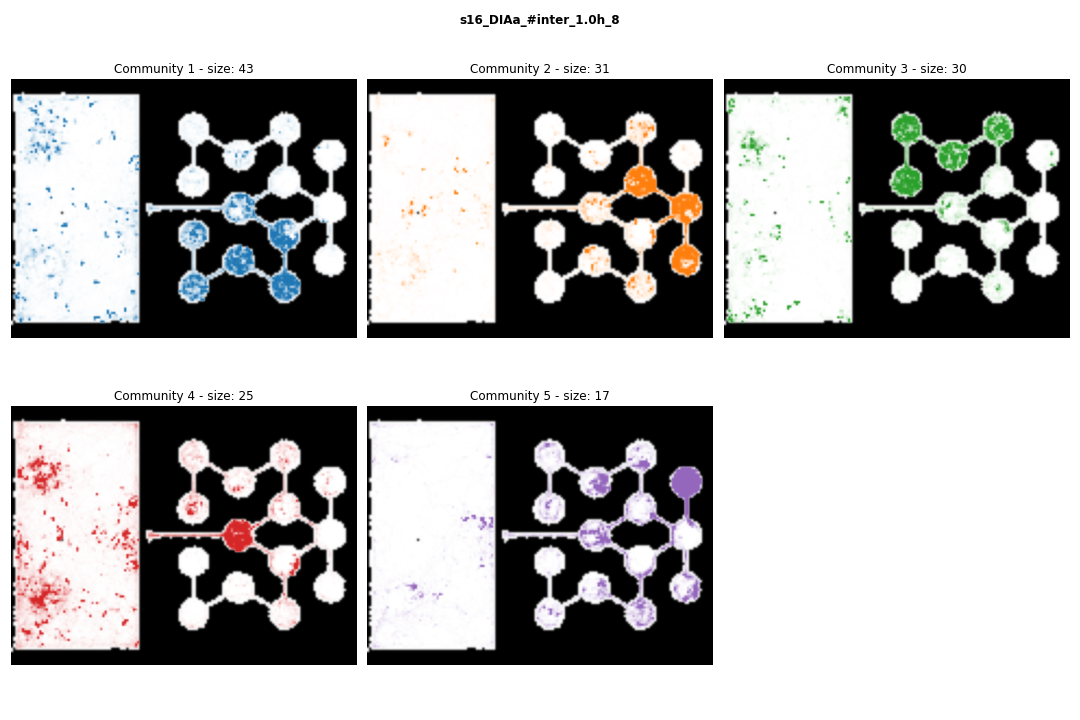 s16_DIAa_#inter_1.0h_8
Community 1 - size: 43
Community 2 - size: 31
Community 3 - size: 30
Community 4 - size: 25
Community 5 - size: 17